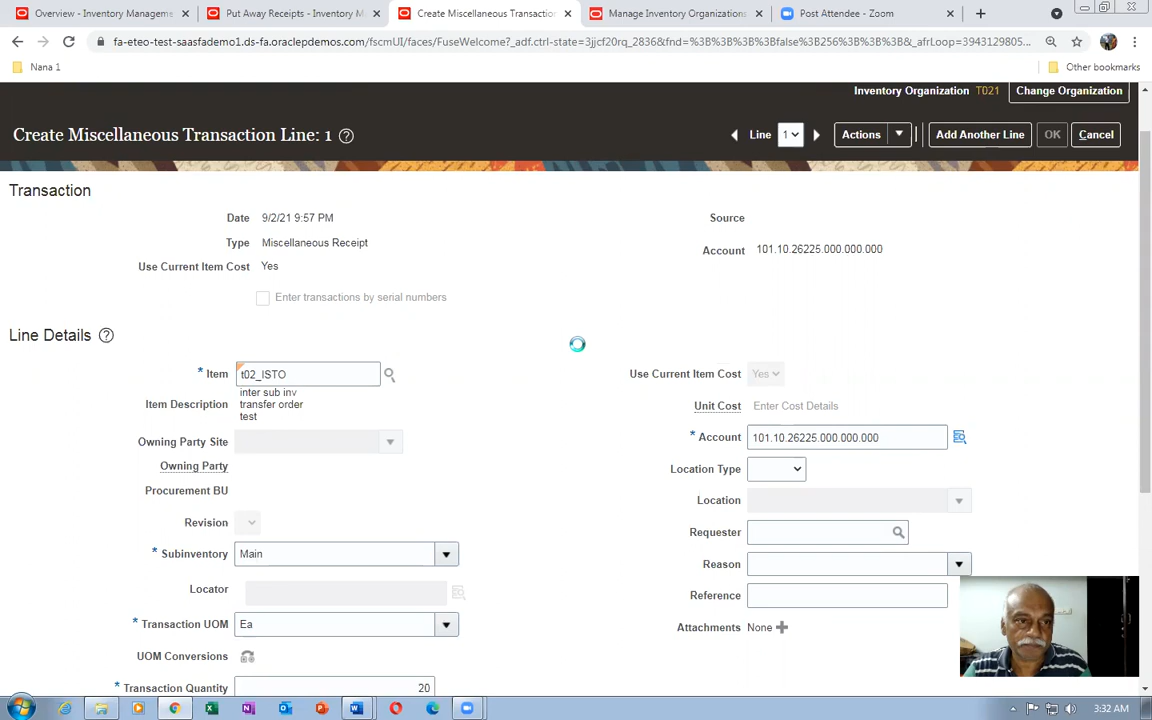 Overview - Inventory Manageme
Put Away Receipts - Inventory M
Create Miscellaneous Transaction
Manage Inventory Organizations
Post Attendee - Zoom
fa-eteo-test-saasfademo1.ds-fa.oraclepdemos.com/fscmUI/faces/FuseWelcome?_adf.ctrl-state=3jjcf20rq_2836&fnd=%3B%3B%3B%3Bfalse%3B256%3B%3B%3B&_afrLoop=3943129805...
Nana 1
Other bookmarks
Inventory Organization T021
Change Organization
Create Miscellaneous Transaction Line: 1
Line 1
Actions
Add Another Line
OK
Cancel
Transaction
Date 9/2/21 9:57 PM
Source
Type Miscellaneous Receipt
Account 101.10.26225.000.000.000
Use Current Item Cost Yes
Enter transactions by serial numbers
Line Details
* Item t02_ISTO
Use Current Item Cost Yes
Item Description inter sub inv
transfer order
test
Unit Cost Enter Cost Details
Owning Party Site
* Account 101.10.26225.000.000.000
Owning Party
Location Type
Procurement BU
Location
Revision
Requester
* Subinventory Main
Reason
Locator
Reference
* Transaction UOM Ea
Attachments None
UOM Conversions
* Transaction Quantity 20
3:32 AM